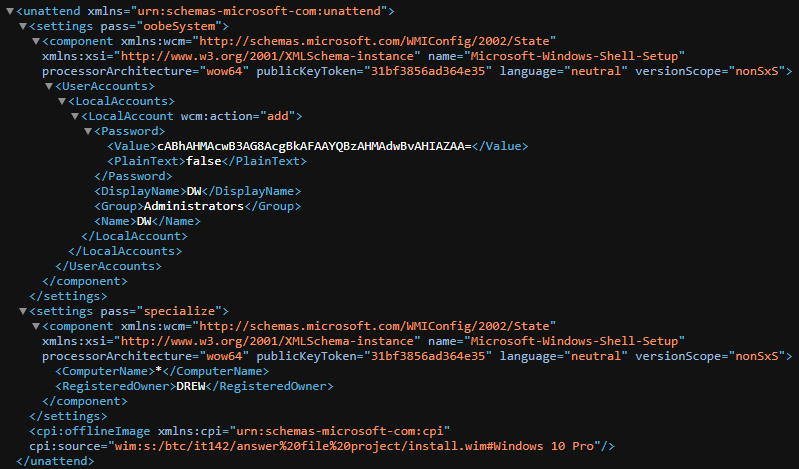 <unattend xmlns="urn:schemas-microsoft-com:unattend">
<settings pass="oobeSystem">
<component xmlns:wcm="http://schemas.microsoft.com/WMIConfig/2002/State"
xmlns:xsi="http://www.w3.org/2001/XMLSchema-instance" name="Microsoft-Windows-Shell-Setup"
processorArchitecture="wow64" publicKeyToken="31bf3856ad364e35" language="neutral" versionScope="nonSxS">
<UserAccounts>
<LocalAccounts>
<LocalAccount wcm:action="add">
<Password>
<Value>cABhAHMAcwB3AG8AcgBkAFAAYQBzAHMAdwBvAHIAZAA=</Value>
<PlainText>false</PlainText>
</Password>
<DisplayName>DW</DisplayName>
<Group>Administrators</Group>
<Name>DW</Name>
</LocalAccount>
</LocalAccounts>
</UserAccounts>
</component>
</settings>
<settings pass="specialize">
<component xmlns:wcm="http://schemas.microsoft.com/WMIConfig/2002/State"
xmlns:xsi="http://www.w3.org/2001/XMLSchema-instance" name="Microsoft-Windows-Shell-Setup"
processorArchitecture="wow64" publicKeyToken="31bf3856ad364e35" language="neutral" versionScope="nonSxS">
<ComputerName>*</ComputerName>
<RegisteredOwner>DREW</RegisteredOwner>
</component>
</settings>
<cpi:offlineImage xmlns:cpi="urn:schemas-microsoft-com:cpi"
cpi:source="wim:s:/btc/it142/answer%20file%20project/install.wim#Windows 10 Pro"/>
</unattend>